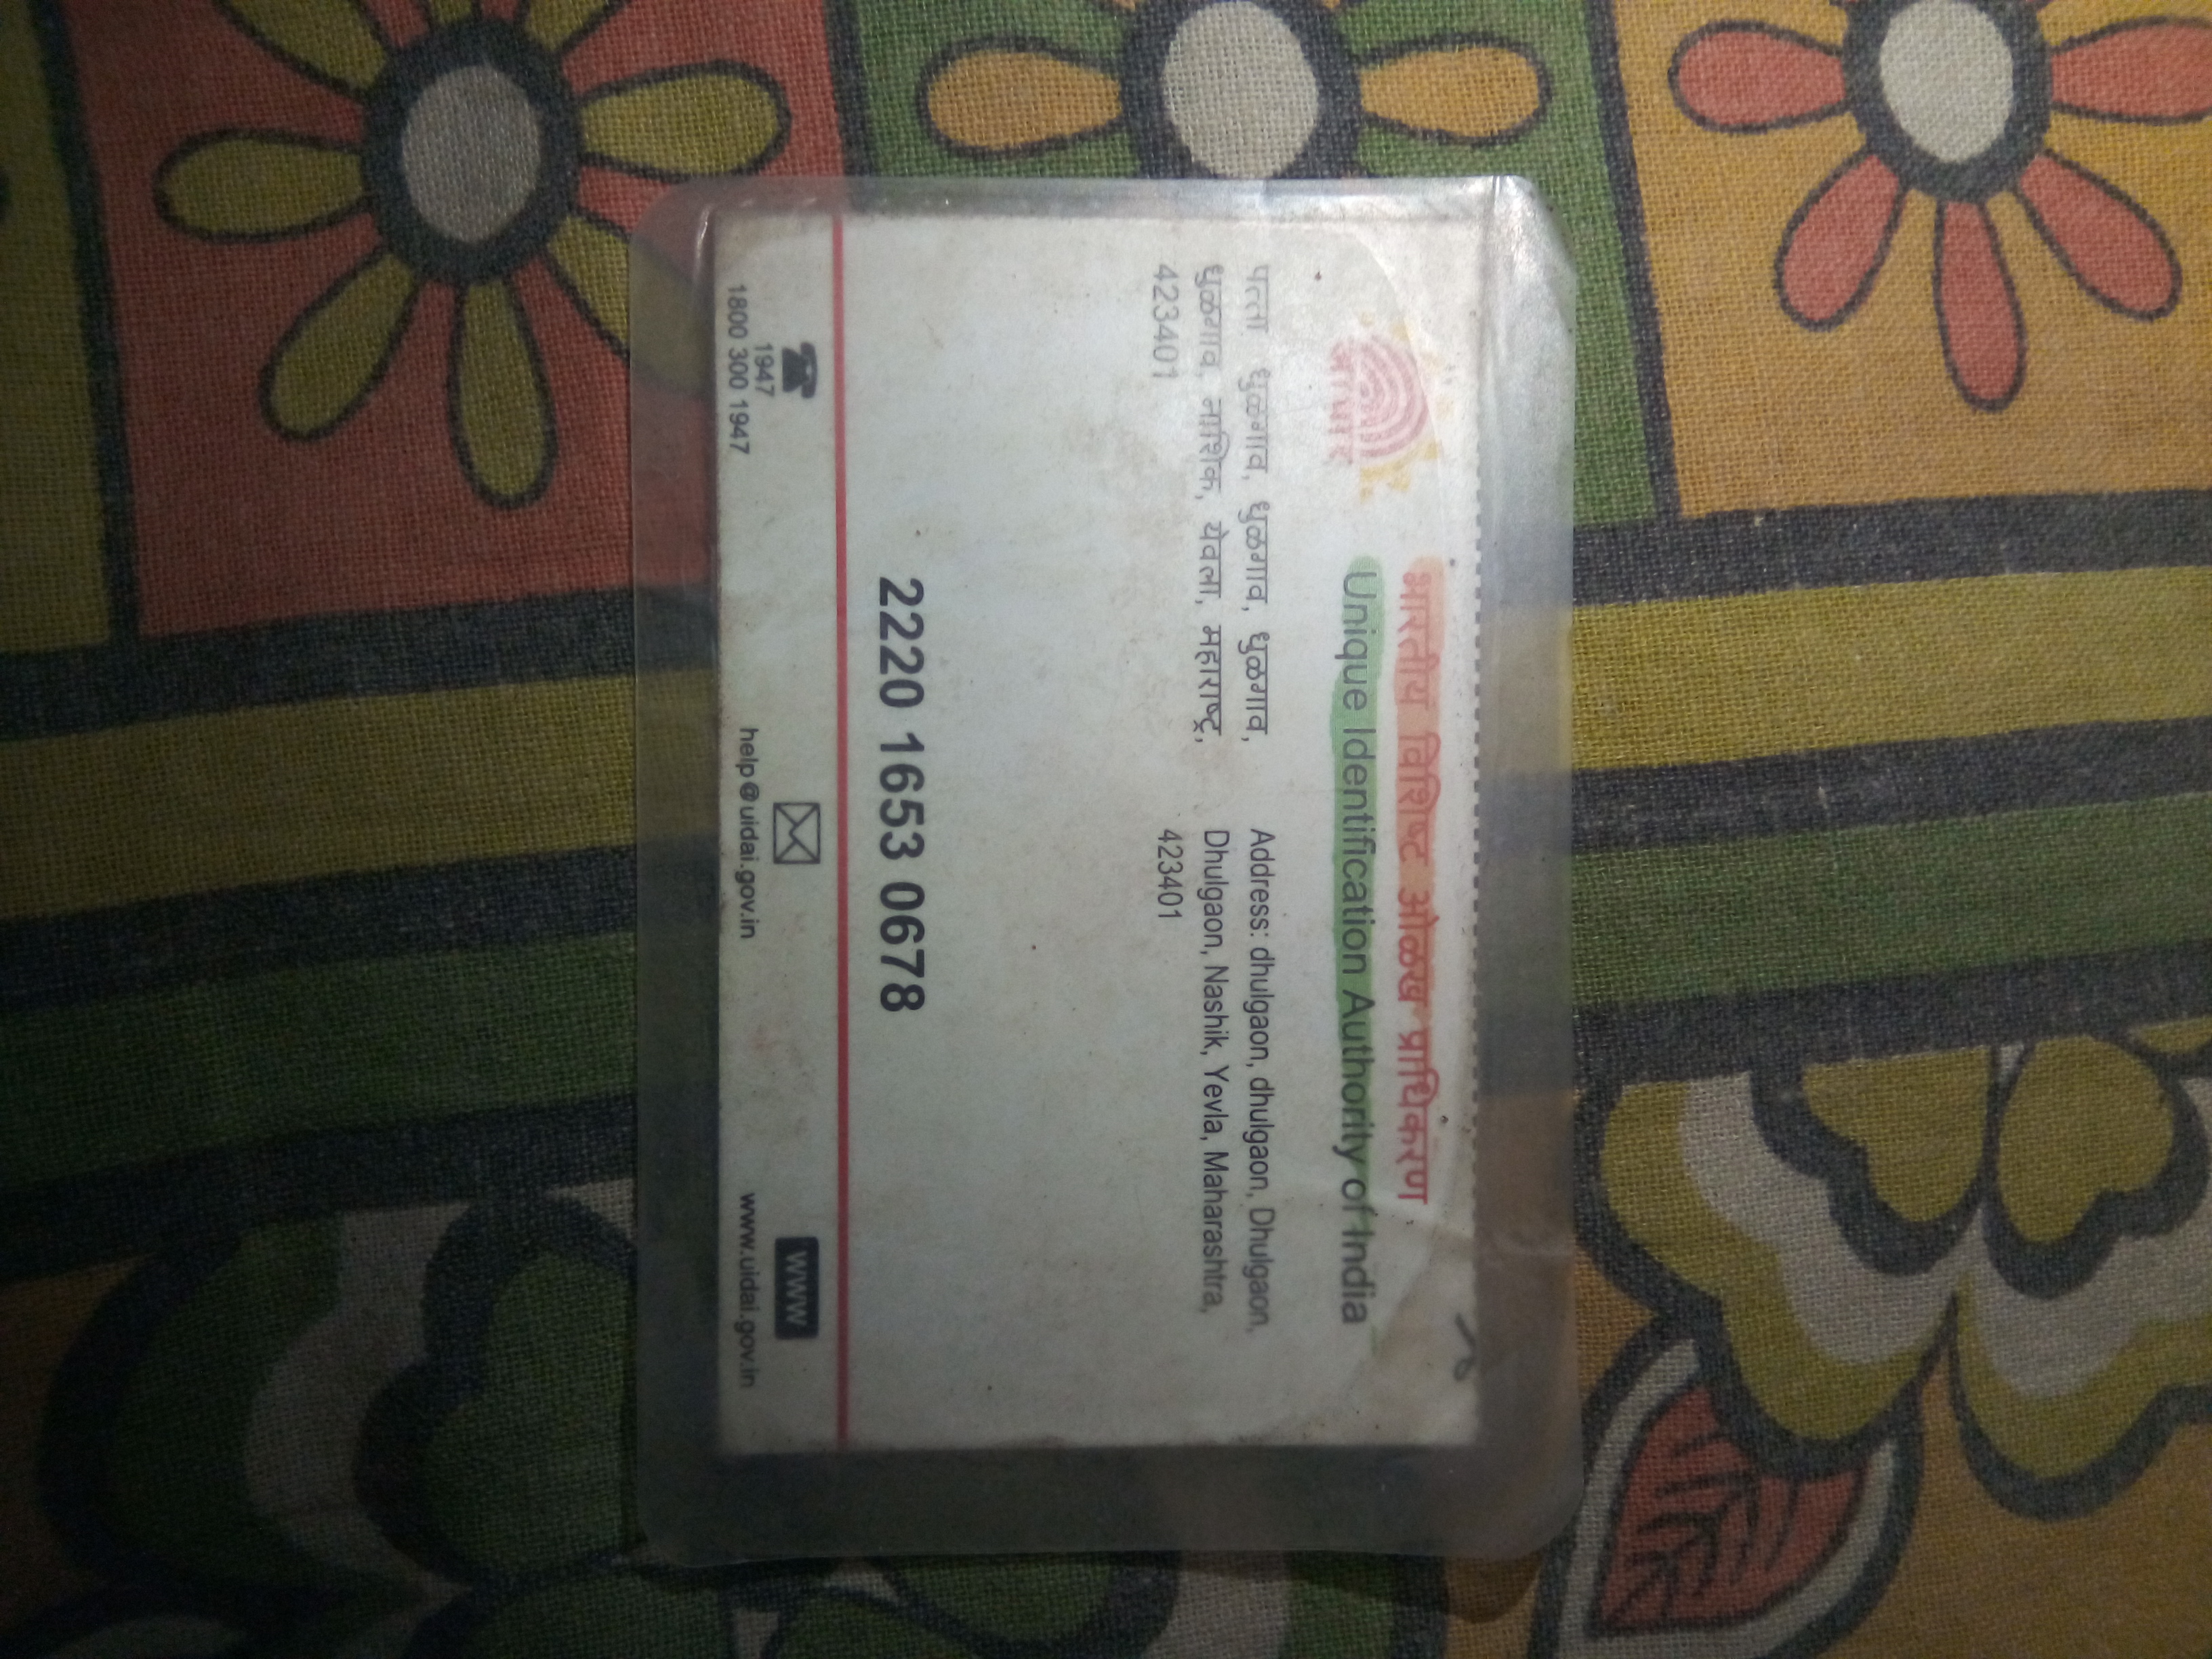 भारतीय विशिष्ट ओळख प्राधिकरण
Unique Identification Authority of India
आधार
पत्ता धुळगाव, धुळगाव, धुळगाव,
धुळगाव, नाशिक, येवला, महाराष्ट्र,
423401
Address: dhulgaon, dhulgaon, Dhulgaon,
Dhulgaon, Nashik, Yevla, Maharashtra,
423401
2220 1653 0678
1947
1800 300 1947
help@uidai.gov.in
www
www.uidai.gov.in